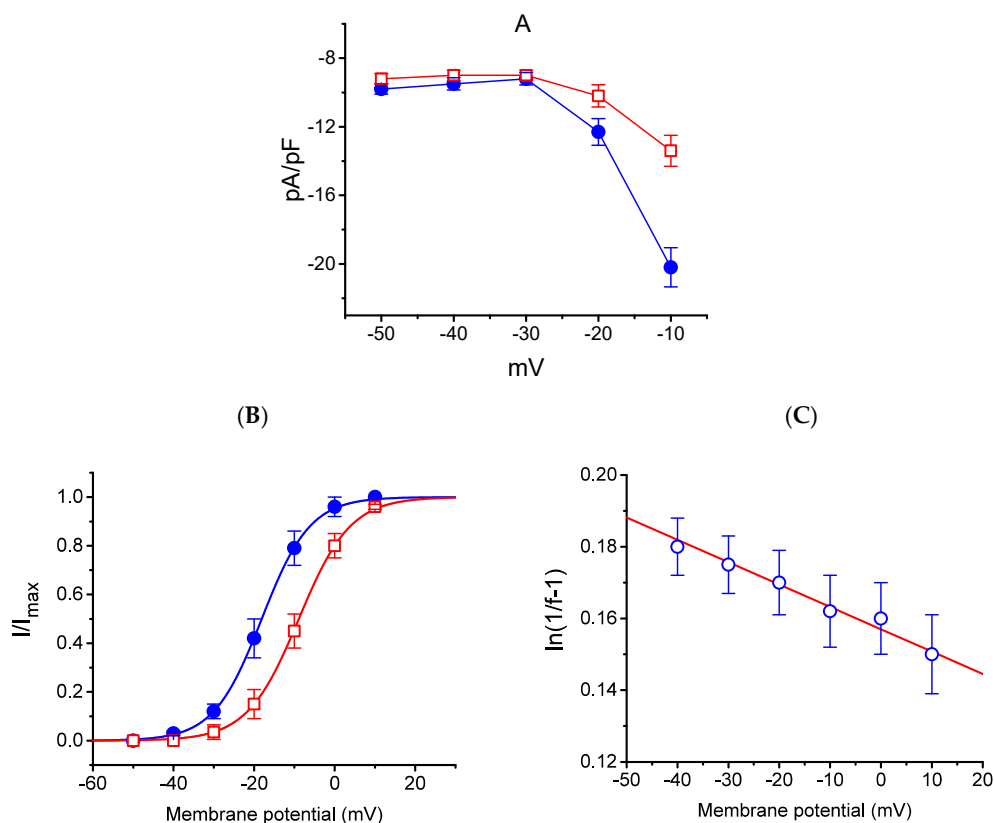 A
-8
-12
-16
-20
pA/pF
-50 -40 -30 -20 -10
mV
(B) (C)
1.0
0.8
0.6
0.4
0.2
0.0
I/Imax
-60 -40 -20 0 20
Membrane potential (mV)
0.20
0.18
0.16
0.14
0.12
ln(1/f-1)
-50 -40 -30 -20 -10 0 10 20
Membrane potential (mV)